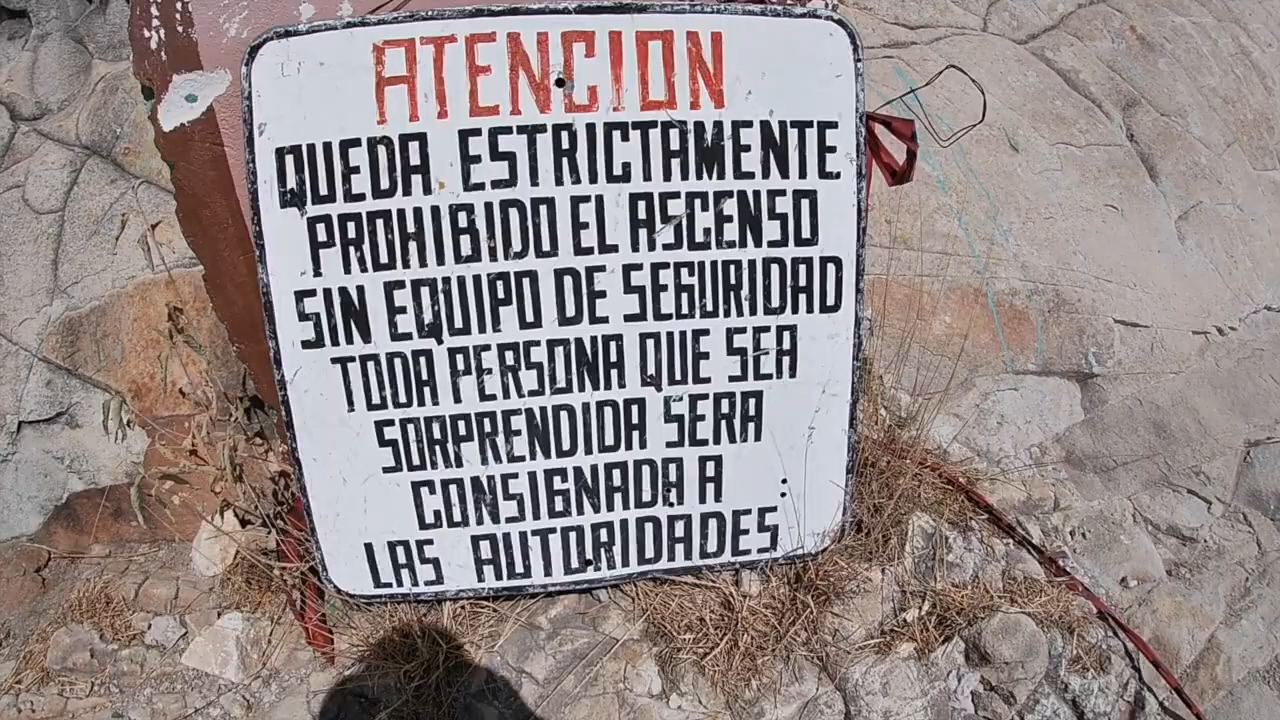 ATENCION
QUEDA ESTRICTAMENTE
PROHIBIDO EL ASCENSO
SIN EQUIPO DE SEGURIDAD
TODA PERSONA QUE SEA
SORPRENDIDA SERA
CONSIGNADA A :
LAS AUTORIDADES